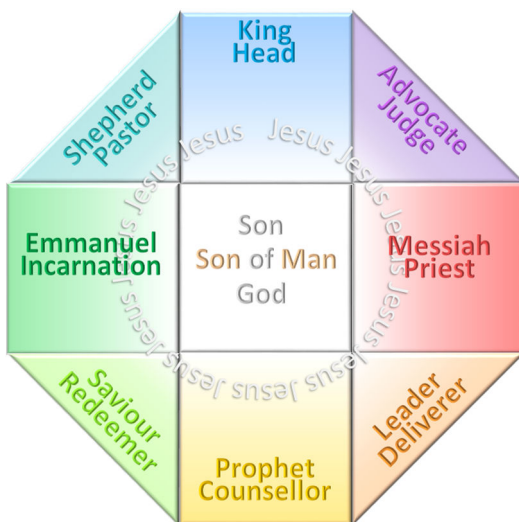 King
Head
Shepherd
Pastor
Advocate
Judge
Jesus Jesus Jesus Jesus Jesus Jesus Jesus Jesus Jesus Jesus Jesus Jesus
Emmanuel
Incarnation
Son
Son of Man
God
Messiah
Priest
Saviour
Redeemer
Prophet
Counsellor
Leader
Deliverer